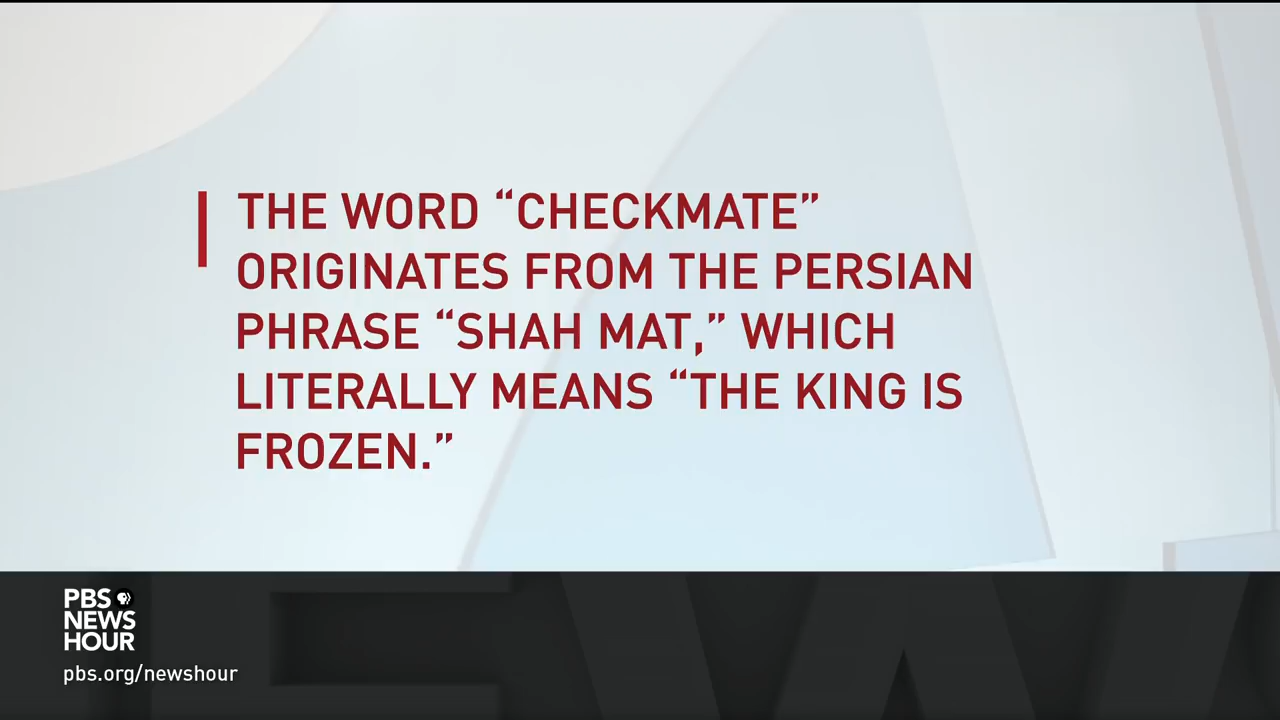 THE WORD “CHECKMATE”
ORIGINATES FROM THE PERSIAN
PHRASE “SHAH MAT,” WHICH
LITERALLY MEANS “THE KING IS
FROZEN.”
PBS
NEWS
HOUR
pbs.org/newshour